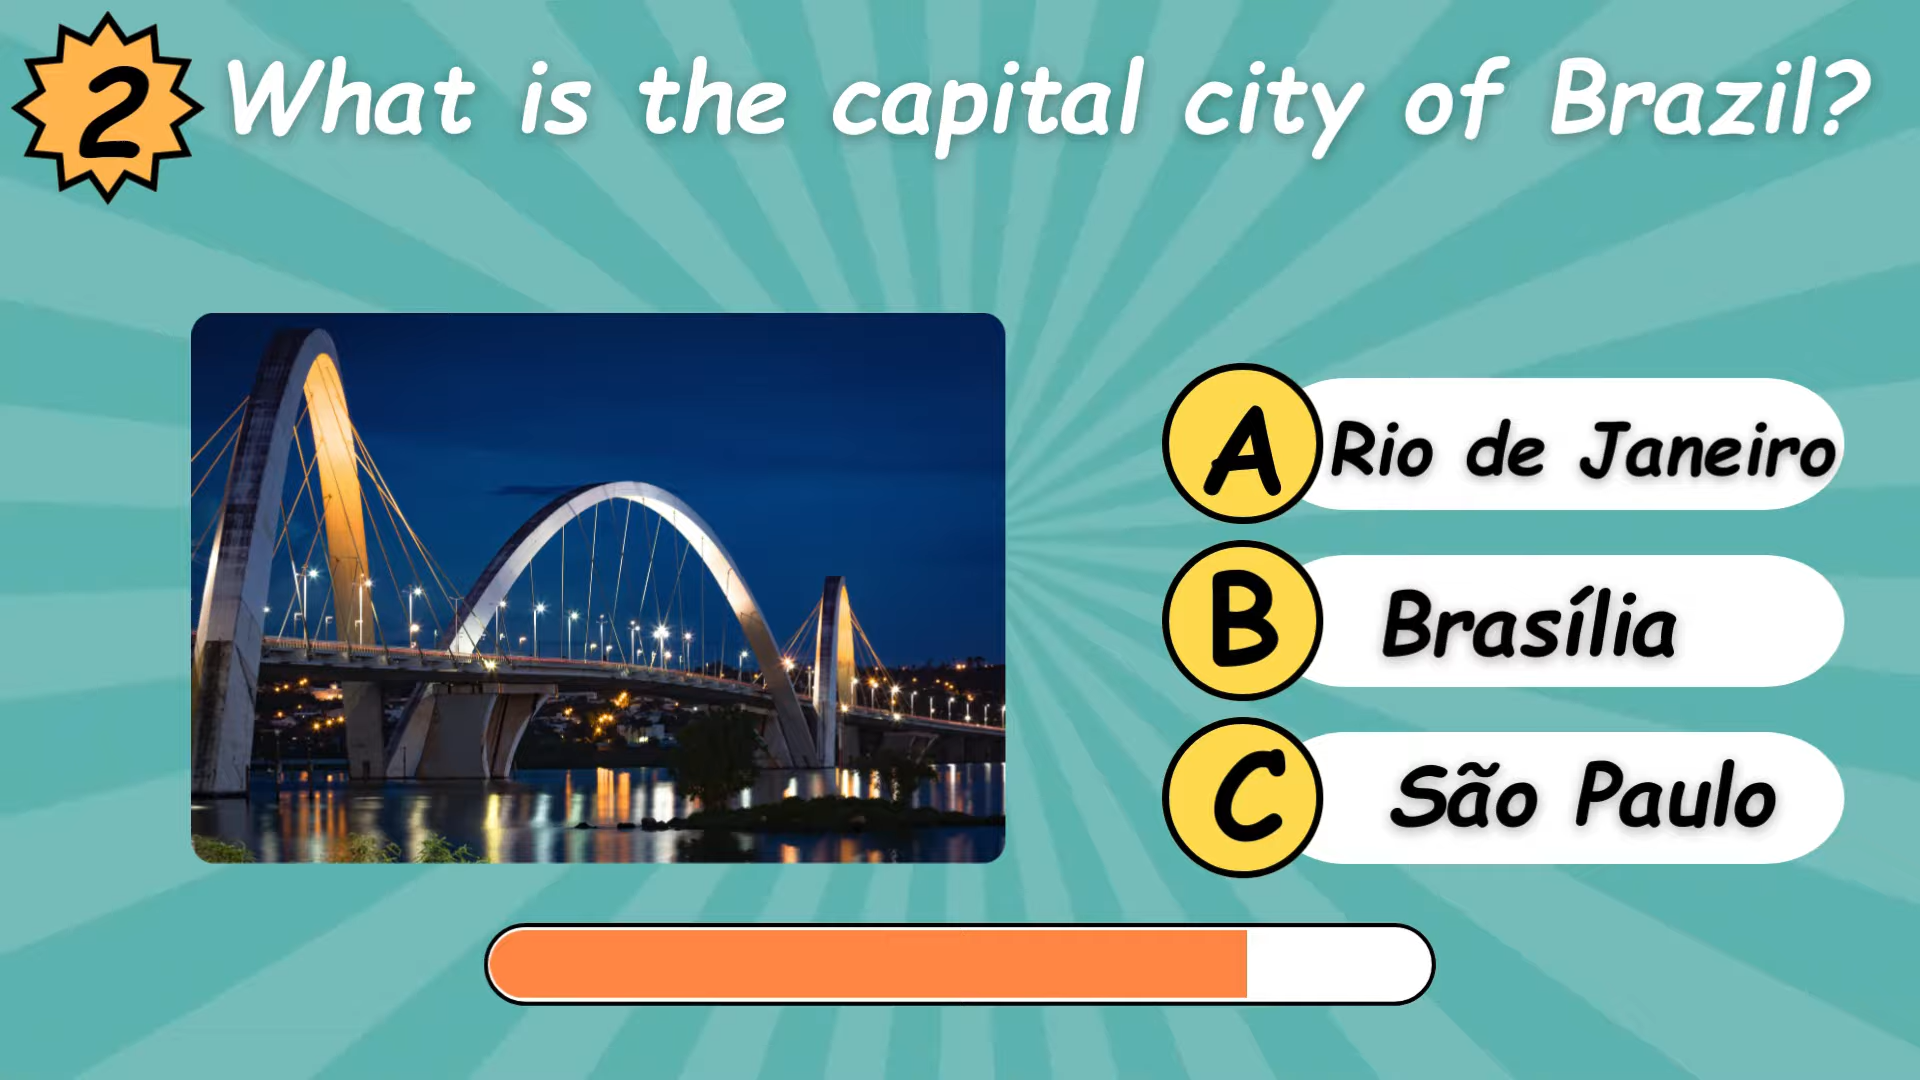 2
What is the capital city of Brazil?
A Rio de Janeiro
B Brasília
C São Paulo